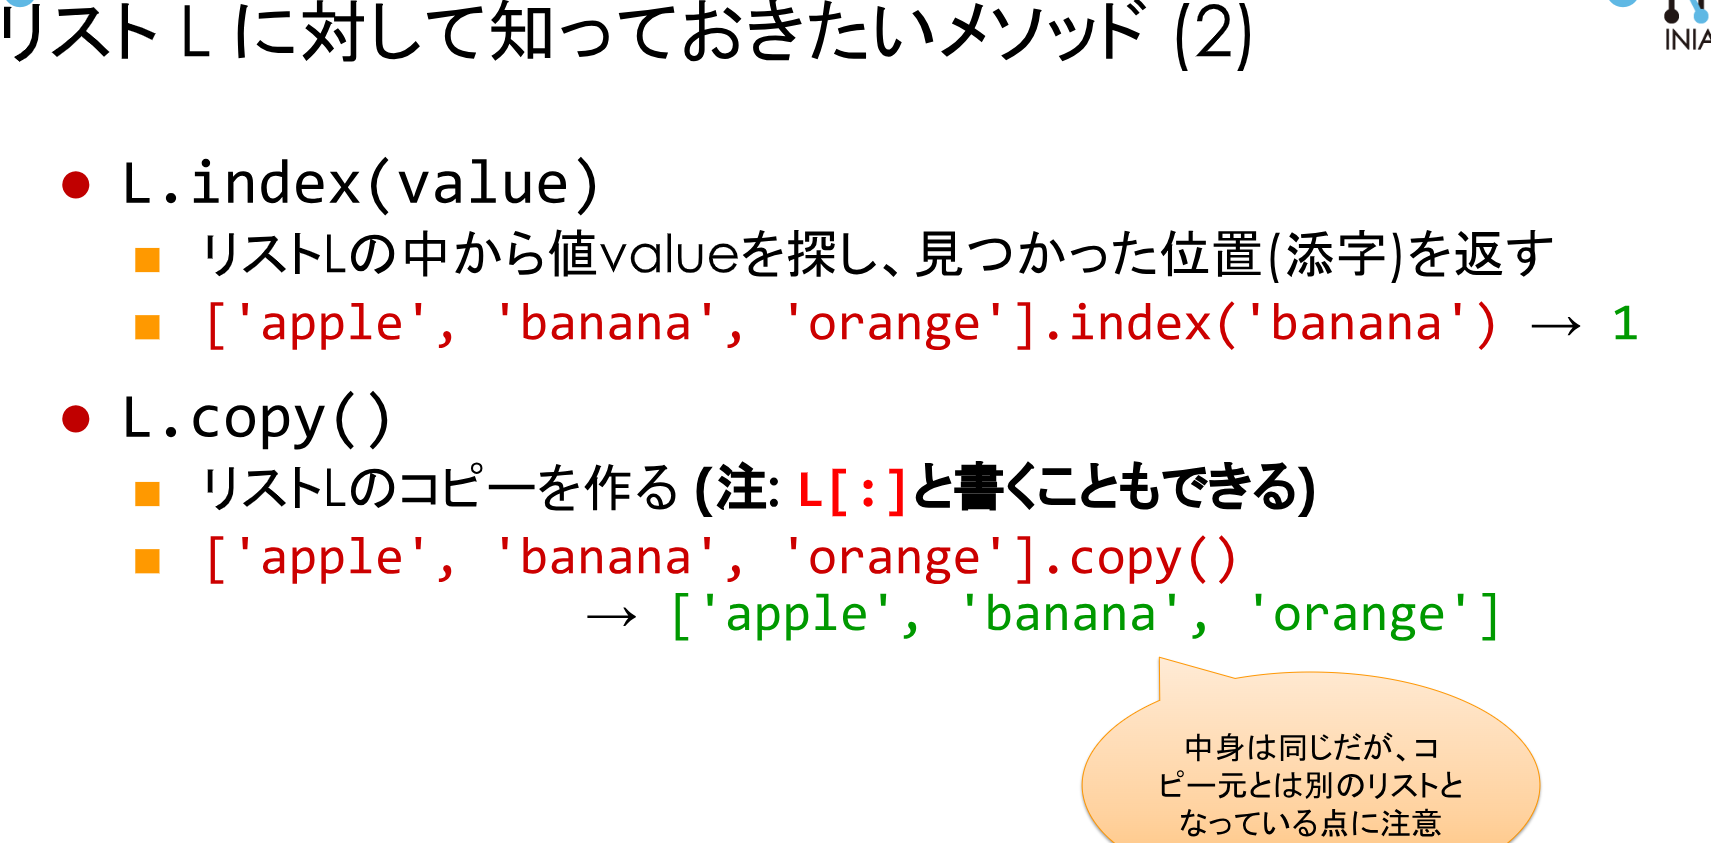 リスト L に対して知っておきたいメソッド (2)
INIA
L.index(value)
リストLの中から値valueを探し、見つかった位置(添字)を返す
['apple', 'banana', 'orange'].index('banana') → 1
L.copy()
リストLのコピーを作る (注: L[:]と書くこともできる)
['apple', 'banana', 'orange'].copy()
→ ['apple', 'banana', 'orange']
中身は同じだが、コ
ピー元とは別のリストと
なっている点に注意